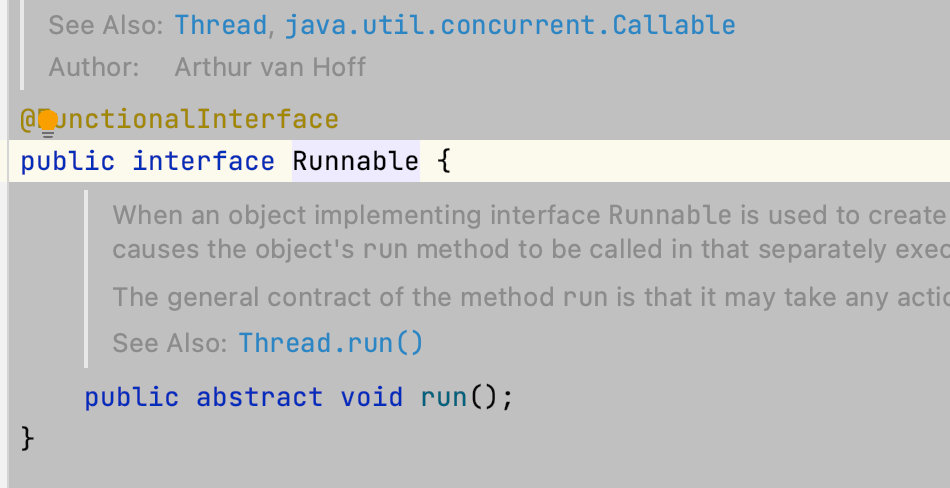 See Also: Thread, java.util.concurrent.Callable
Author: Arthur van Hoff
@FunctionalInterface
public interface Runnable {
When an object implementing interface Runnable is used to create
causes the object's run method to be called in that separately exec
The general contract of the method run is that it may take any actio
See Also: Thread.run()
public abstract void run();
}